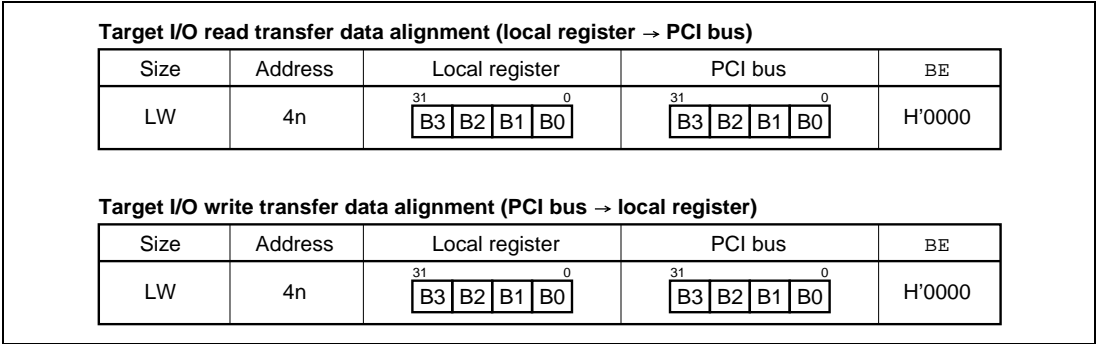 Target I/O read transfer data alignment (local register → PCI bus)
Size Address Local register PCI bus BE
31 0 31 0
LW 4n B3 B2 B1 B0 B3 B2 B1 B0 H'0000
Target I/O write transfer data alignment (PCI bus → local register)
Size Address Local register PCI bus BE
31 0 31 0
LW 4n B3 B2 B1 B0 B3 B2 B1 B0 H'0000